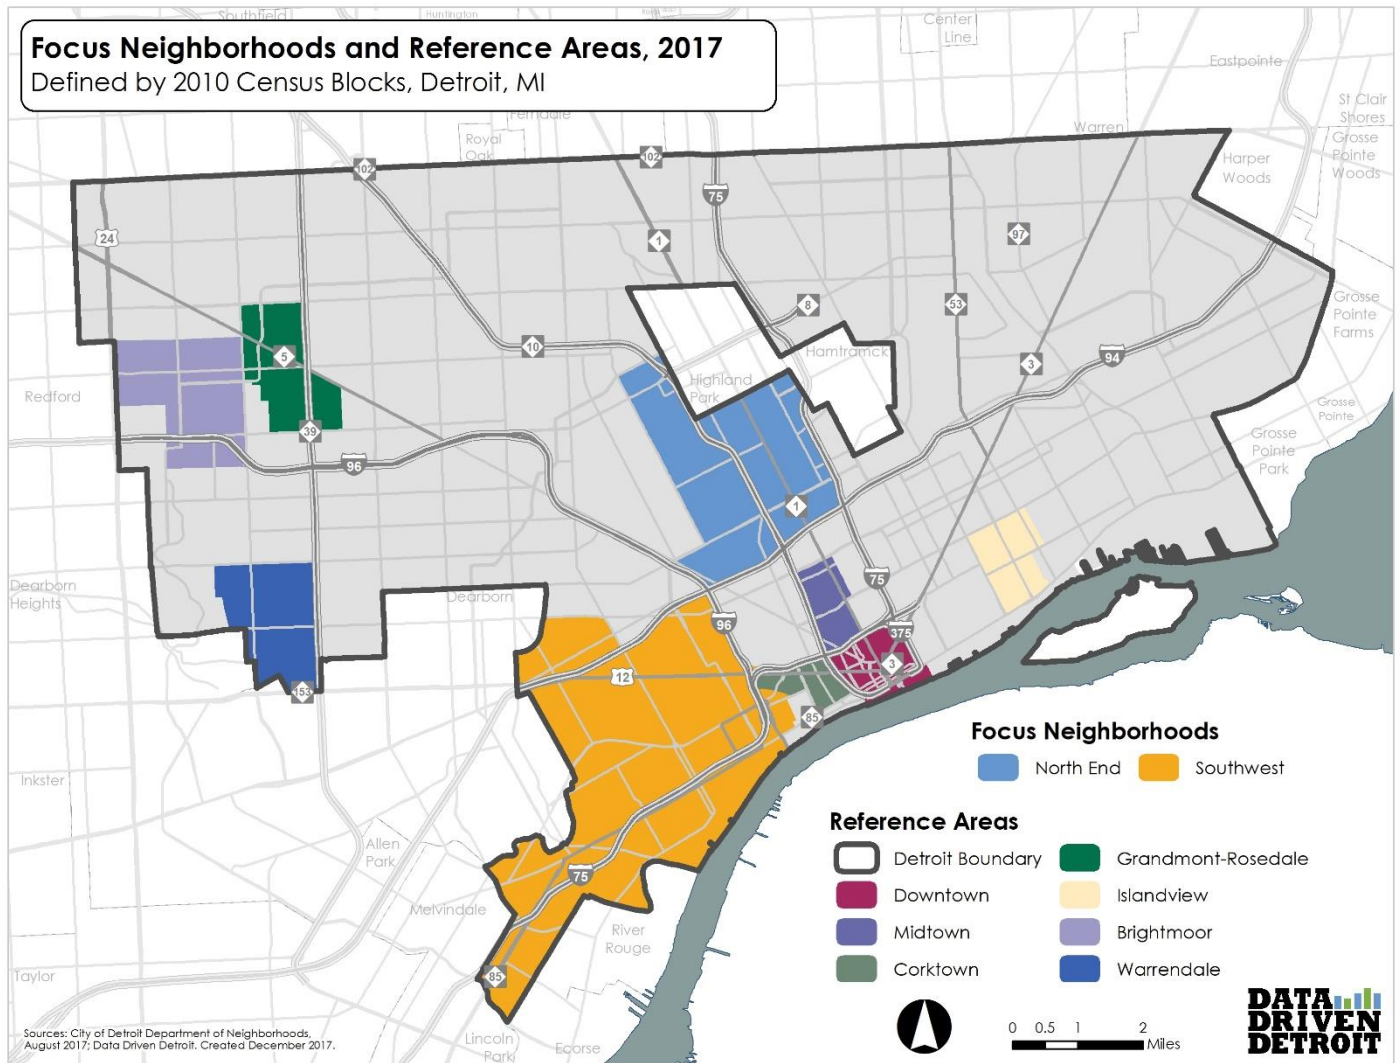 Southfield
Huntington
Center
Line
Focus Neighborhoods and Reference Areas, 2017
Defined by 2010 Census Blocks, Detroit, MI
Eastpointe
St Clair
Shores
Ferndale
Royal
Oak
Warren
Grosse
Pointe
Woods
Harper
Woods
102
102
75
24
1
97
8
53
Grosse
Pointe
Farms
5
10
Hamtramck
3
94
Highland
Park
Redford
Grosse
Pointe
39
96
Grosse
Pointe
Park
1
Dearborn
Heights
Dearborn
75
96
375
3
12
153
85
Focus Neighborhoods
North End
Southwest
Inkster
Reference Areas
Allen
Park
Detroit Boundary
Grandmont-Rosedale
75
Downtown
Islandview
Melvindale
Midtown
Brightmoor
River
Rouge
Corktown
Warrendale
Taylor
85
DATA
DRIVEN
DETROIT
0 0.5 1 2
Miles
Sources: City of Detroit Department of Neighborhoods,
August 2017; Data Driven Detroit. Created December 2017.
Lincoln
Park
Ecorse